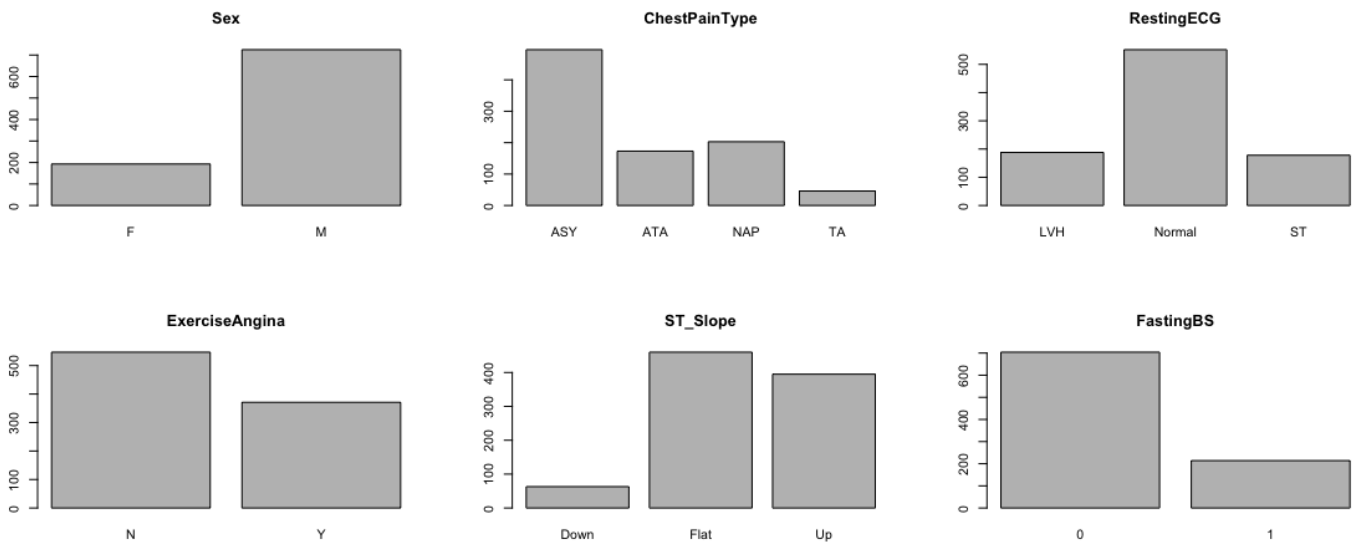 Sex
0 200 400 600
F M
ChestPainType
0 100 300
ASY ATA NAP TA
RestingECG
0 100 300 500
LVH Normal ST
ExerciseAngina
0 100 300 500
N Y
ST_Slope
0 100 200 300 400
Down Flat Up
FastingBS
0 200 400 600
0 1